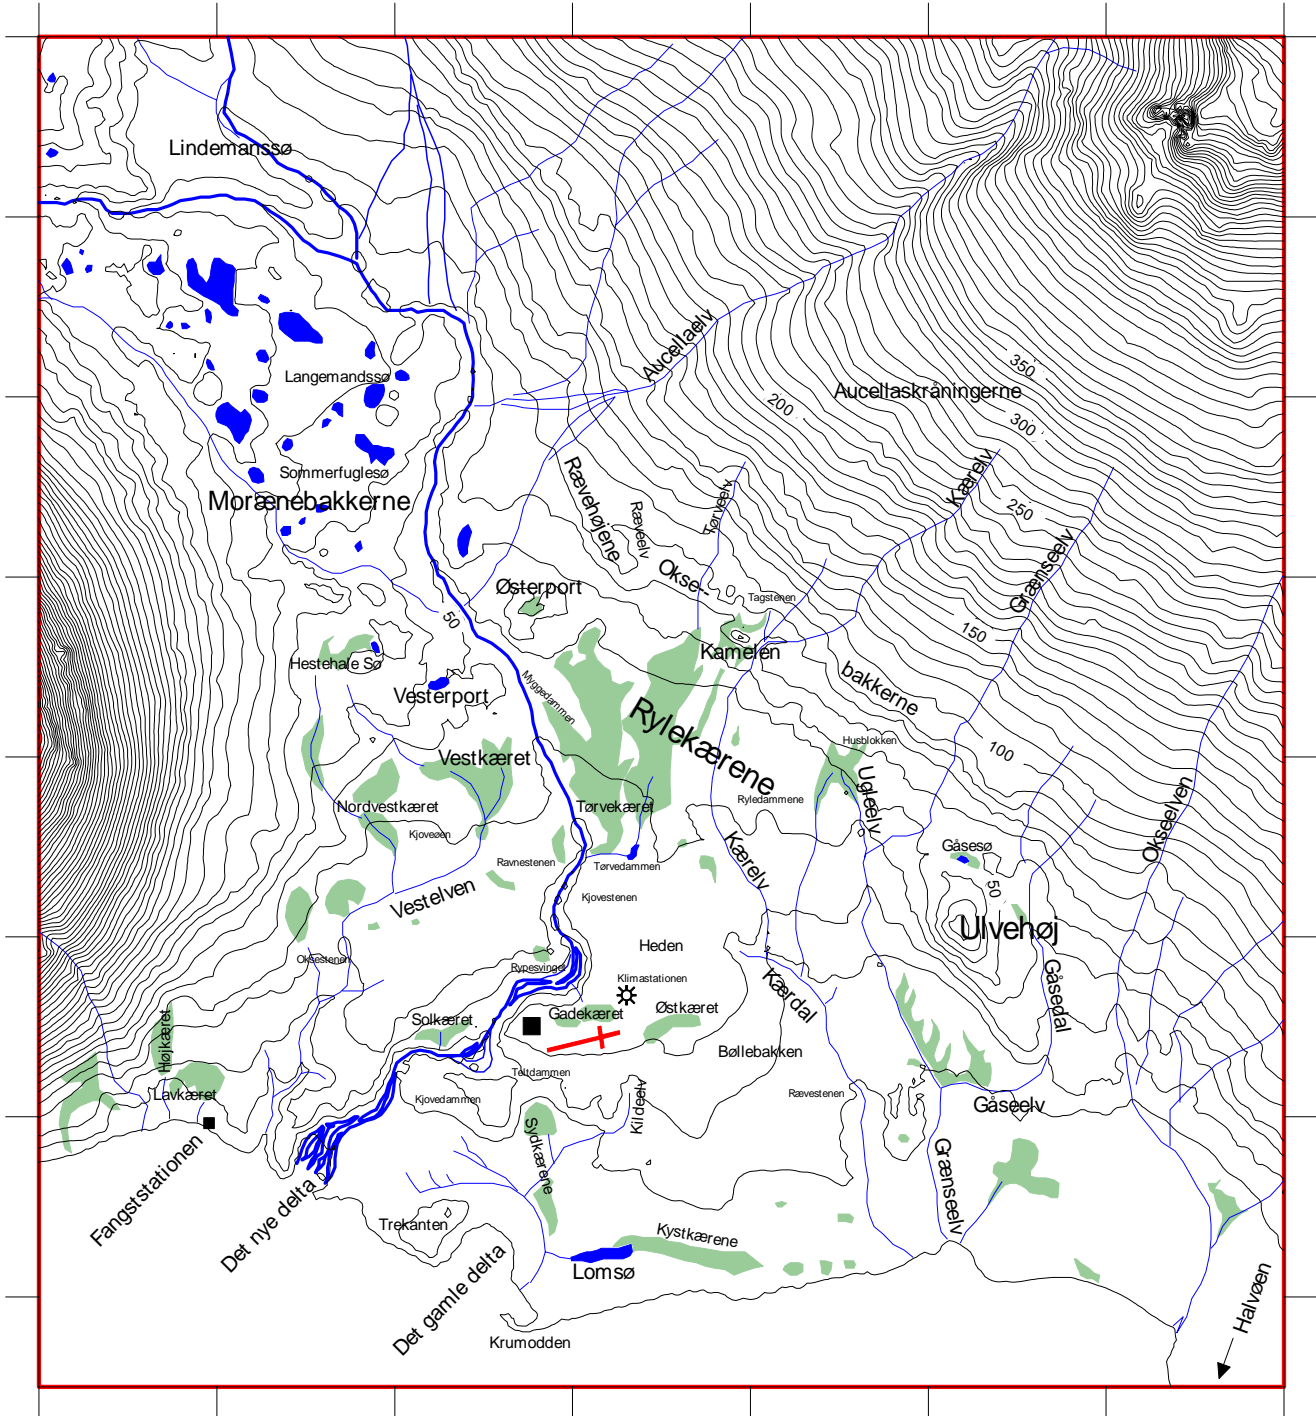 Lindemanssø
Aucellaelv
350
Langemandssø
Aucellaskråningerne
200
300
Sommerfuglesø
Morænebakkerne
Rævehøjene
Ræveelv
Tørveelv
Kærelv
250
Grænseelv
Østerport
Okse-
Tagstenen
50
150
Hestehale Sø
Kamelen
Vesterport
Myggedammen
bakkerne
Rylekærene
Husblokken
100
Vestkæret
Ugleelv
Nordvestkæret
Tørvekæret
Ryledammene
Okseelven
Kjoveøen
Ravnestenen
Tørvedammen
Kærelv
Gåsesø
50
Vestelven
Kjovestenen
Ulvehøj
Heden
Oksestenen
Rypesvinget
Klimastationen
Kærdal
Gåsedal
Højkæret
Solkæret
Gadekæret
Østkæret
Bøllebakken
Teltdammen
Lavkæret
Kjovedammen
Kildeelv
Rævestenen
Gåseelv
Fangststationen
Sydkærene
Grænseelv
Det nye delta
Trekanten
Kystkærene
Det gamle delta
Lomsø
Halvøen
Krumodden